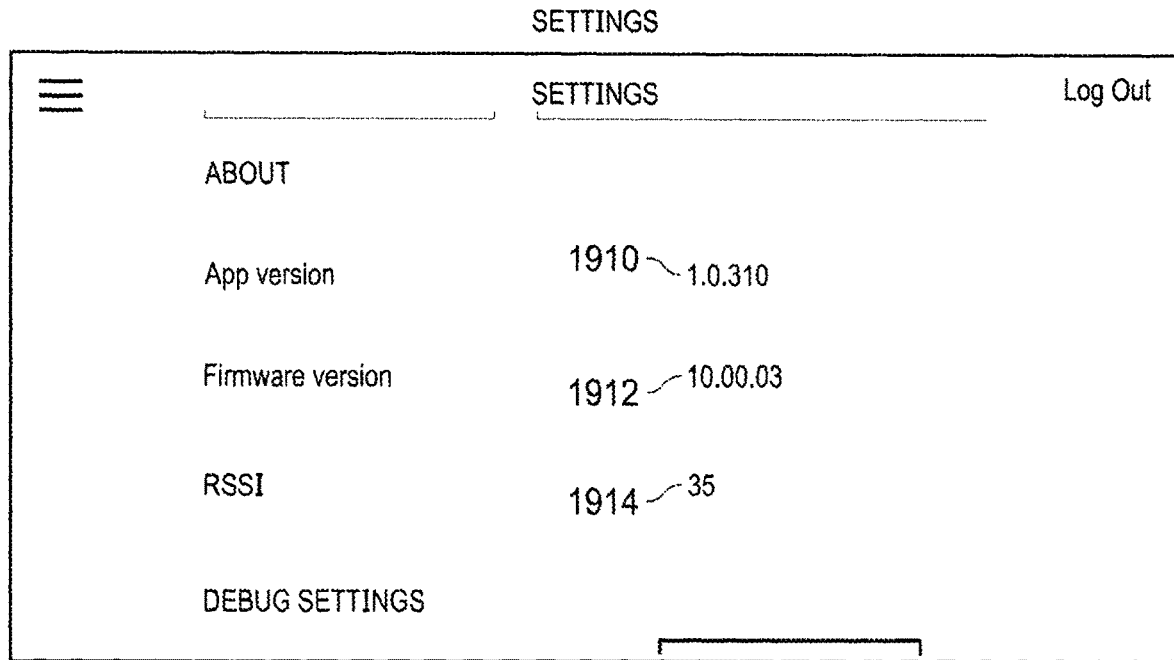 SETTINGS
SETTINGS Log Out
ABOUT
App version 1910 1.0.310
Firmware version 1912 10.00.03
RSSI 1914 35
DEBUG SETTINGS